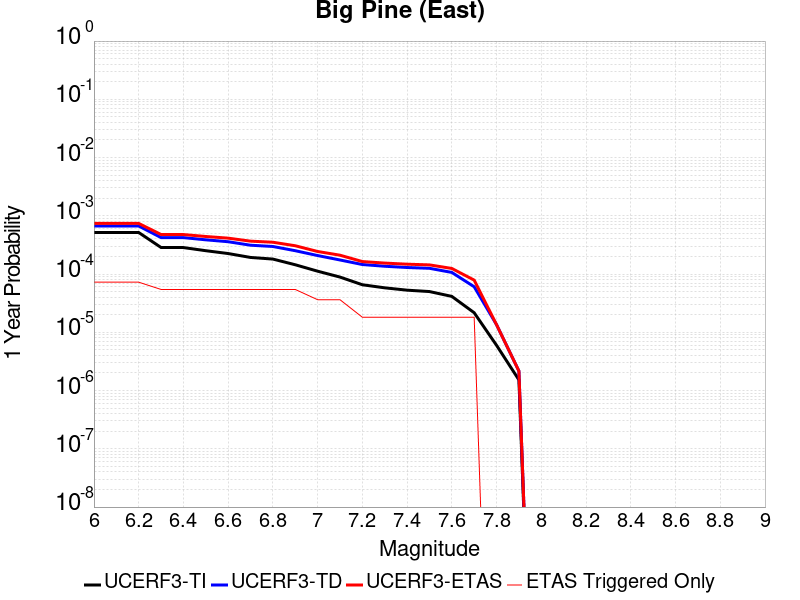 Big Pine (East)
1 Year Probability
10^0
10^-1
10^-2
10^-3
10^-4
10^-5
10^-6
10^-7
10^-8
6 6.2 6.4 6.6 6.8 7 7.2 7.4 7.6 7.8 8 8.2 8.4 8.6 8.8 9
Magnitude
UCERF3-TI UCERF3-TD UCERF3-ETAS ETAS Triggered Only